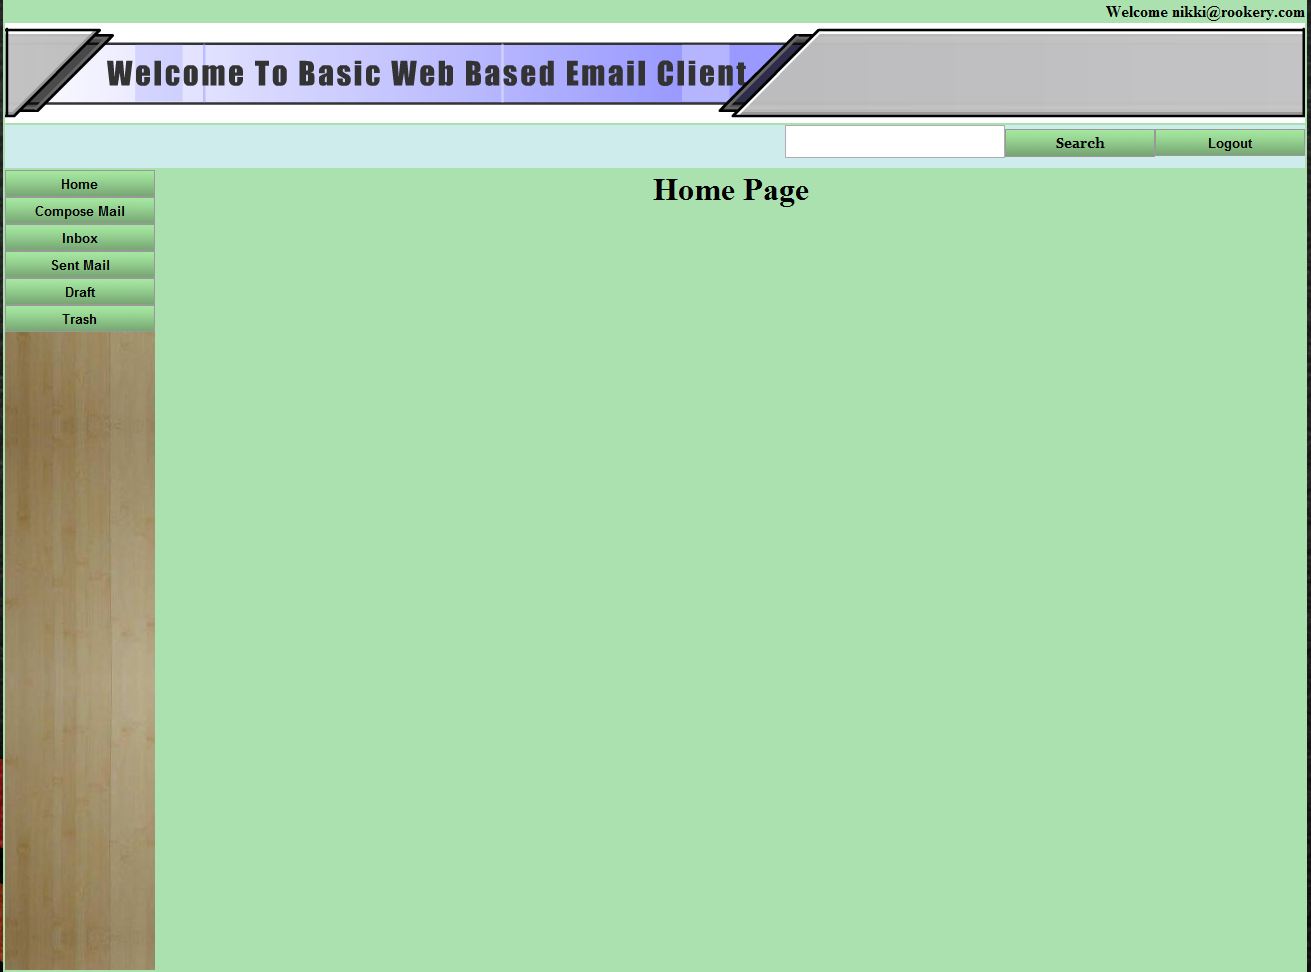 Welcome nikki@rookery.com
Welcome To Basic Web Based Email Client
Search
Logout
Home
Home Page
Compose Mail
Inbox
Sent Mail
Draft
Trash